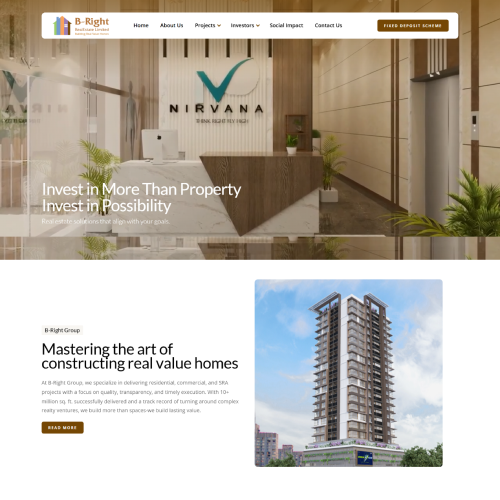 B-Right
Real Estate Limited
Home
About Us
Projects
Investors
Social Impact
Contact Us
FIXED DEPOSIT SCHEME
NIRVANA
THINK RIGHT FLY HIGH
Invest in More Than Property
Invest in Possibility
Real estate solutions that align with your goals.
B-Right Group
Mastering the art of
constructing real value homes
At B-Right Group, we specialize in delivering residential, commercial, and SRA
projects with a focus on quality, transparency, and timely execution. With 10+
million sq. ft. successfully delivered and a track record of turning around complex
realty ventures, we build more than spaces-we build lasting value.
READ MORE